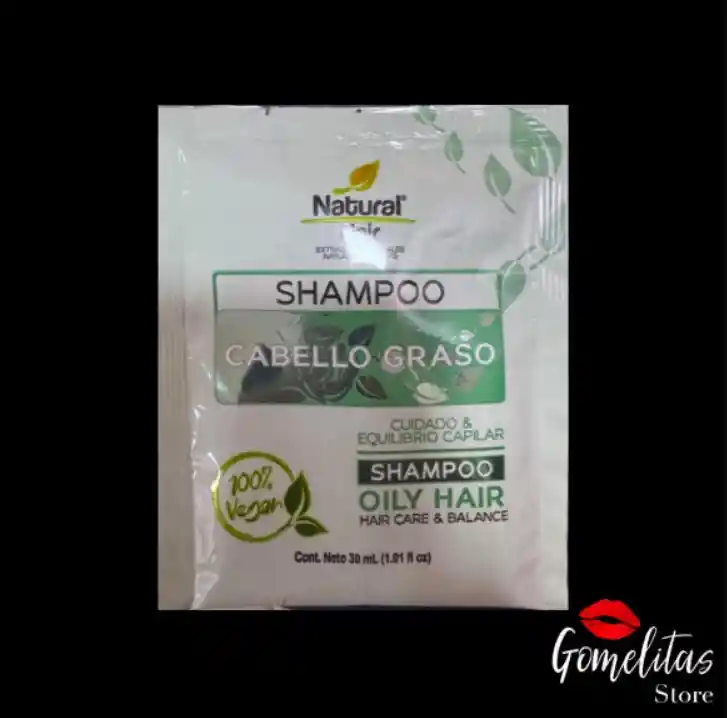 Natural®
Hair
SHAMPOO
CABELLO GRASO
CUIDADO &
EQUILIBRIO CAPILAR
SHAMPOO
OILY HAIR
HAIR CARE & BALANCE
100%
Vegan
Cont. Neto 30 mL (1.01 fl oz)
Gomelitas
Store